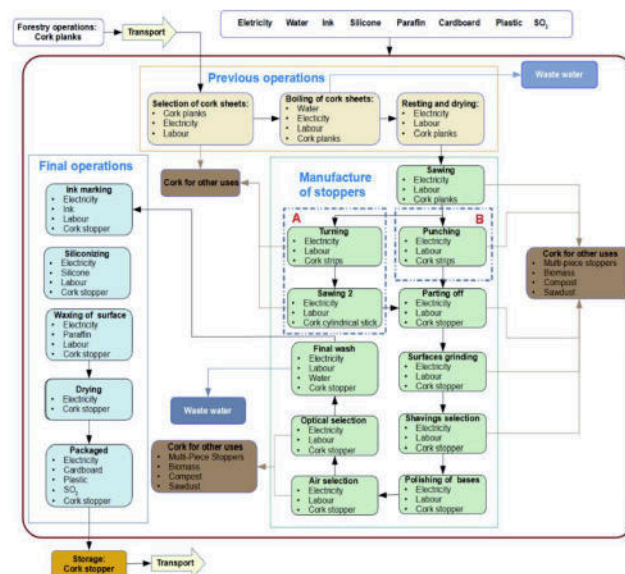 Forestry operations:
Cork planks
Transport
Eletricity Water Ink Silicone Parafin Cardboard Plastic SO2
Previous operations
Waste water
Selection of cork sheets:
• Cork planks
• Electricity
• Labour
Boiling of cork sheets:
• Water
• Electicity
• Labour
• Cork planks
Resting and drying:
• Electricity
• Labour
• Cork planks
Final operations
Cork for other uses
Manufacture
of stoppers
Sawing
• Electricity
• Labour
• Cork planks
Ink marking
• Electricity
• Ink
• Labour
• Cork stopper
A
B
Turning
• Electricity
• Labour
• Cork strips
Punching
• Electricity
• Labour
• Cork strips
Cork for other uses
• Multi-piece stoppers
• Biomass
• Compost
• Sawdust
Siliconizing
• Electricity
• Silicone
• Labour
• Cork stopper
Sawing 2
• Electricity
• Labour
• Cork cylindrical stick
Parting off
• Electricity
• Labour
• Cork stopper
Waxing of surface
• Electricity
• Paraffin
• Labour
• Cork stopper
Final wash
• Electricity
• Labour
• Water
• Cork stopper
Surfaces grinding
• Electricity
• Labour
• Cork stopper
Drying
• Electricity
• Cork stopper
Waste water
Optical selection
• Electricity
• Labour
• Cork stopper
Shavings selection
• Electricity
• Labour
• Cork stopper
Packaged
• Electricity
• Cardboard
• Plastic
• SO2
• Cork stopper
Cork for other uses
• Multi-Piece Stoppers
• Biomass
• Compost
• Sawdust
Air selection
• Electricity
• Labour
• Cork stopper
Polishing of bases
• Electricity
• Labour
• Cork stopper
Storage:
Cork stopper
Transport